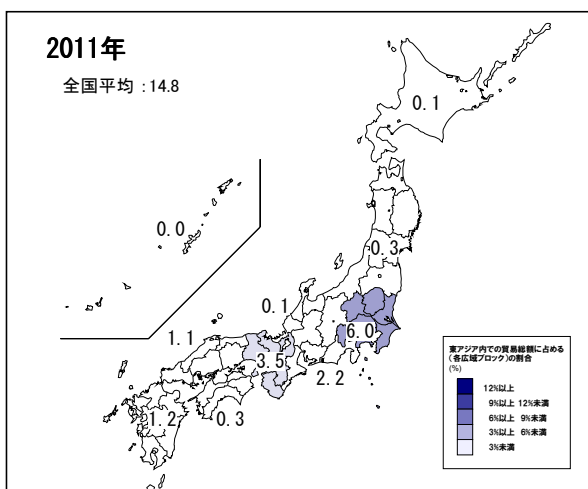 2011年
全国平均 :14.8
0.1
0.0
0.3
0.1
6.0
1.1
3.5
2.2
1.2
0.3
東アジア内での貿易総額に占める
(各広域ブロック)の割合
(%)
12%以上
9%以上 12%未満
6%以上 9%未満
3%以上 6%未満
3%未満